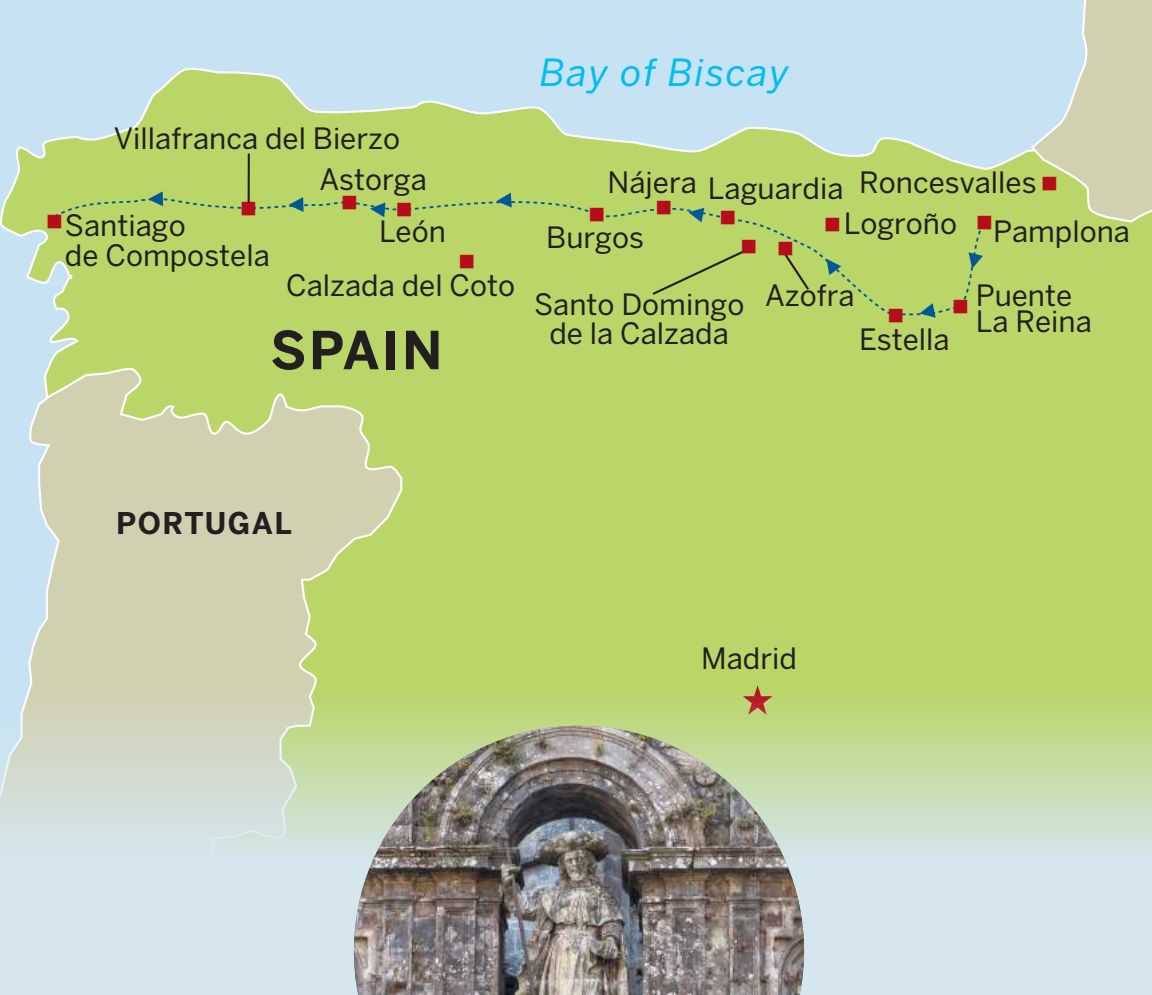 Bay of Biscay
Villafranca del Bierzo
Astorga
Nájera
Laguardia
Roncesvalles
Santiago
de Compostela
León
Burgos
Logroño
Pamplona
Calzada del Coto
Santo Domingo
de la Calzada
Azofra
Puente
La Reina
Estella
SPAIN
PORTUGAL
Madrid